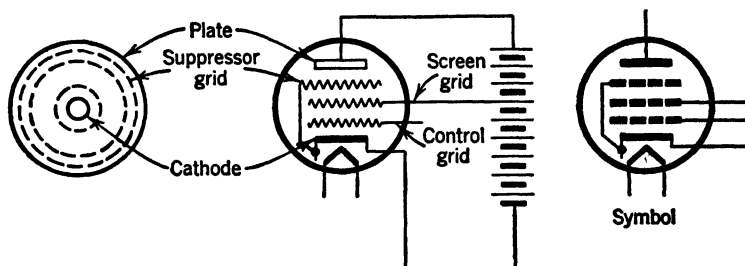 Plate
Suppressor
grid
Cathode
Screen
grid
Control
grid
Symbol